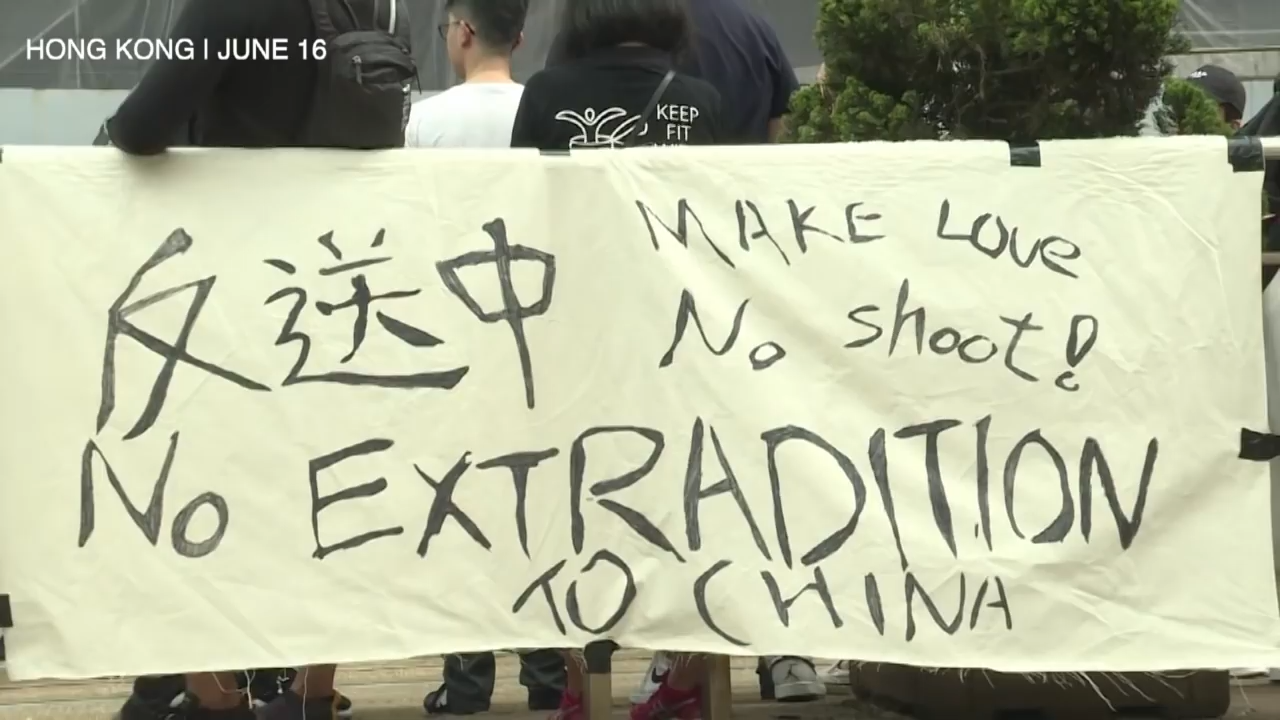 HONG KONG | JUNE 16
KEEP
FIT
反送中
MAKE LOVE
No shoot!
No EXTRADITION
TO CHINA